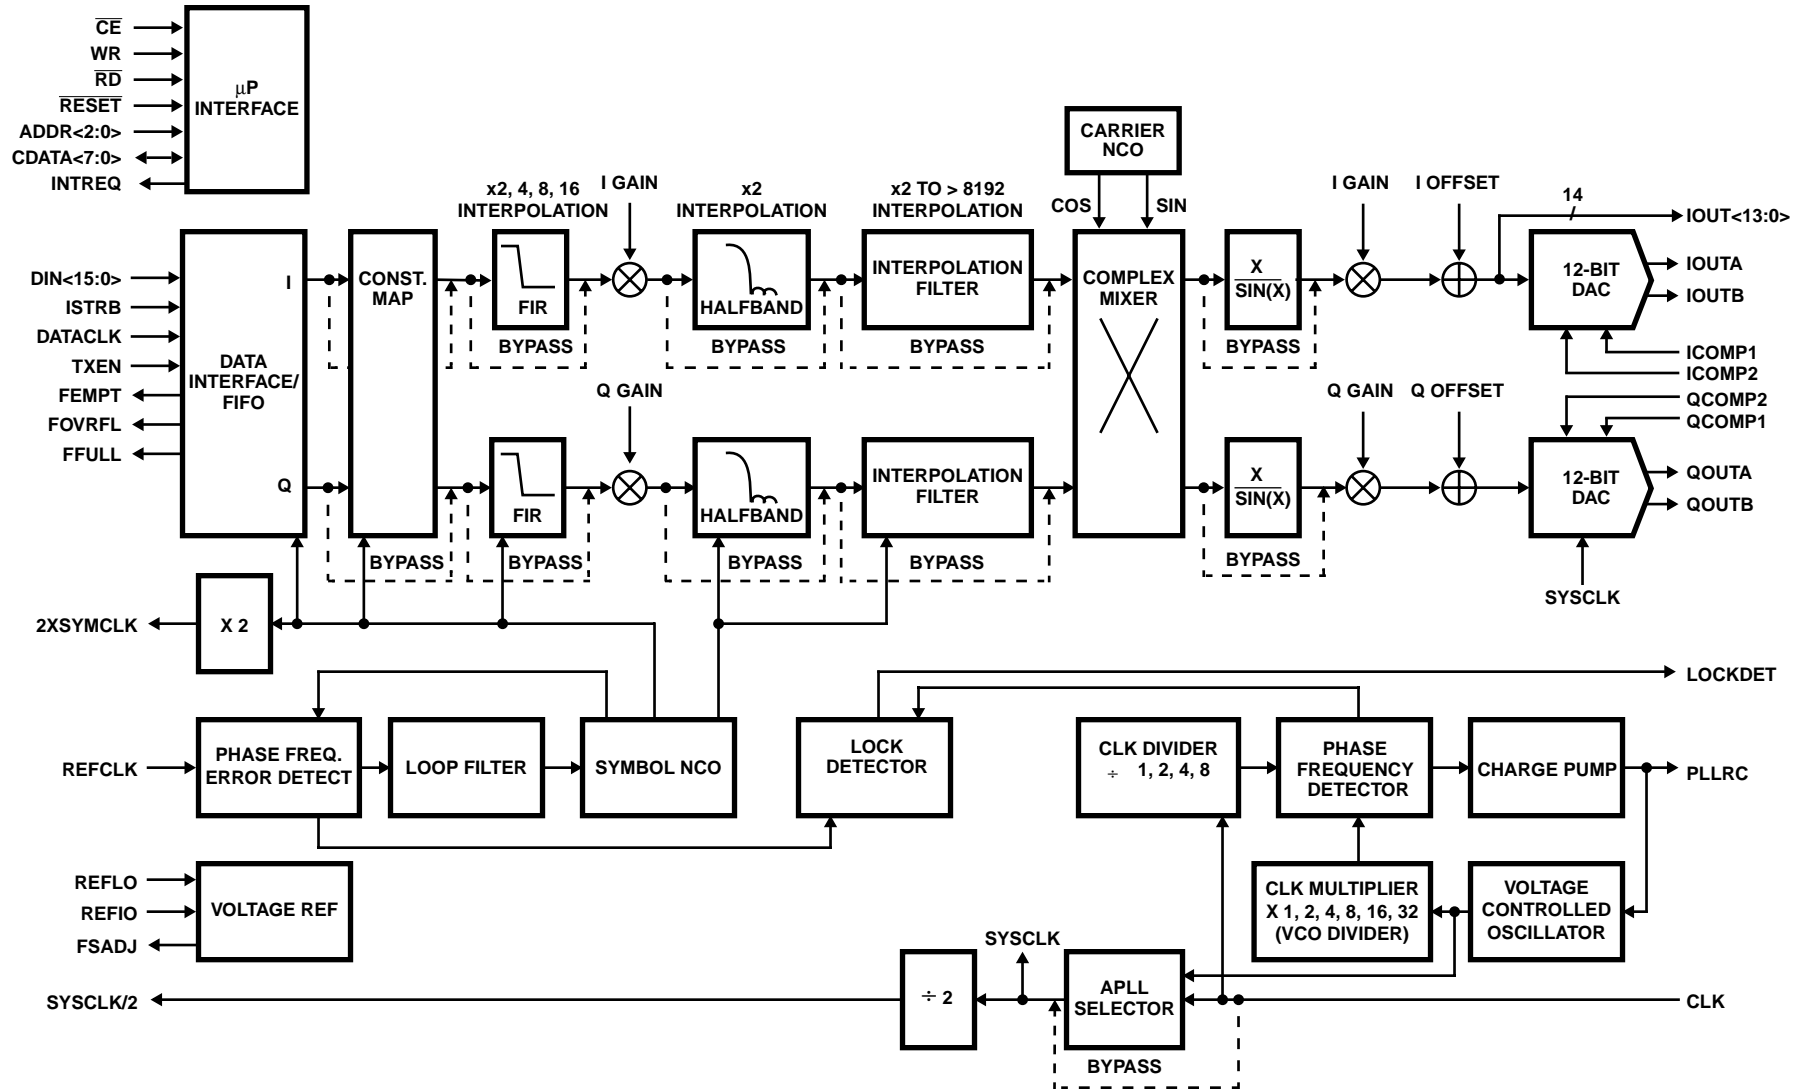 CE
WR
RD
RESET
ADDR<2:0>
CDATA<7:0>
INTREQ
µP
INTERFACE
CARRIER
NCO
COS
SIN
x2, 4, 8, 16
INTERPOLATION
I GAIN
x2
INTERPOLATION
x2 TO > 8192
INTERPOLATION
I GAIN
I OFFSET
14
IOUT<13:0>
DIN<15:0>
ISTRB
DATACLK
TXEN
FEMPT
FOVRFL
FFULL
I
DATA
INTERFACE/
FIFO
Q
CONST.
MAP
FIR
BYPASS
HALFBAND
BYPASS
INTERPOLATION
FILTER
BYPASS
COMPLEX
MIXER
X
SIN(X)
BYPASS
12-BIT
DAC
IOUTA
IOUTB
ICOMP1
ICOMP2
QCOMP2
QCOMP1
Q GAIN
Q GAIN
Q OFFSET
BYPASS
FIR
BYPASS
HALFBAND
BYPASS
INTERPOLATION
FILTER
BYPASS
X
SIN(X)
BYPASS
12-BIT
DAC
QOUTA
QOUTB
SYSCLK
2XSYMCLK
X 2
LOCKDET
REFCLK
PHASE FREQ.
ERROR DETECT
LOOP FILTER
SYMBOL NCO
LOCK
DETECTOR
CLK DIVIDER
÷ 1, 2, 4, 8
PHASE
FREQUENCY
DETECTOR
CHARGE PUMP
PLLRC
REFLO
REFIO
FSADJ
VOLTAGE REF
CLK MULTIPLIER
X 1, 2, 4, 8, 16, 32
(VCO DIVIDER)
VOLTAGE
CONTROLLED
OSCILLATOR
SYSCLK
SYSCLK/2
÷ 2
APLL
SELECTOR
BYPASS
CLK